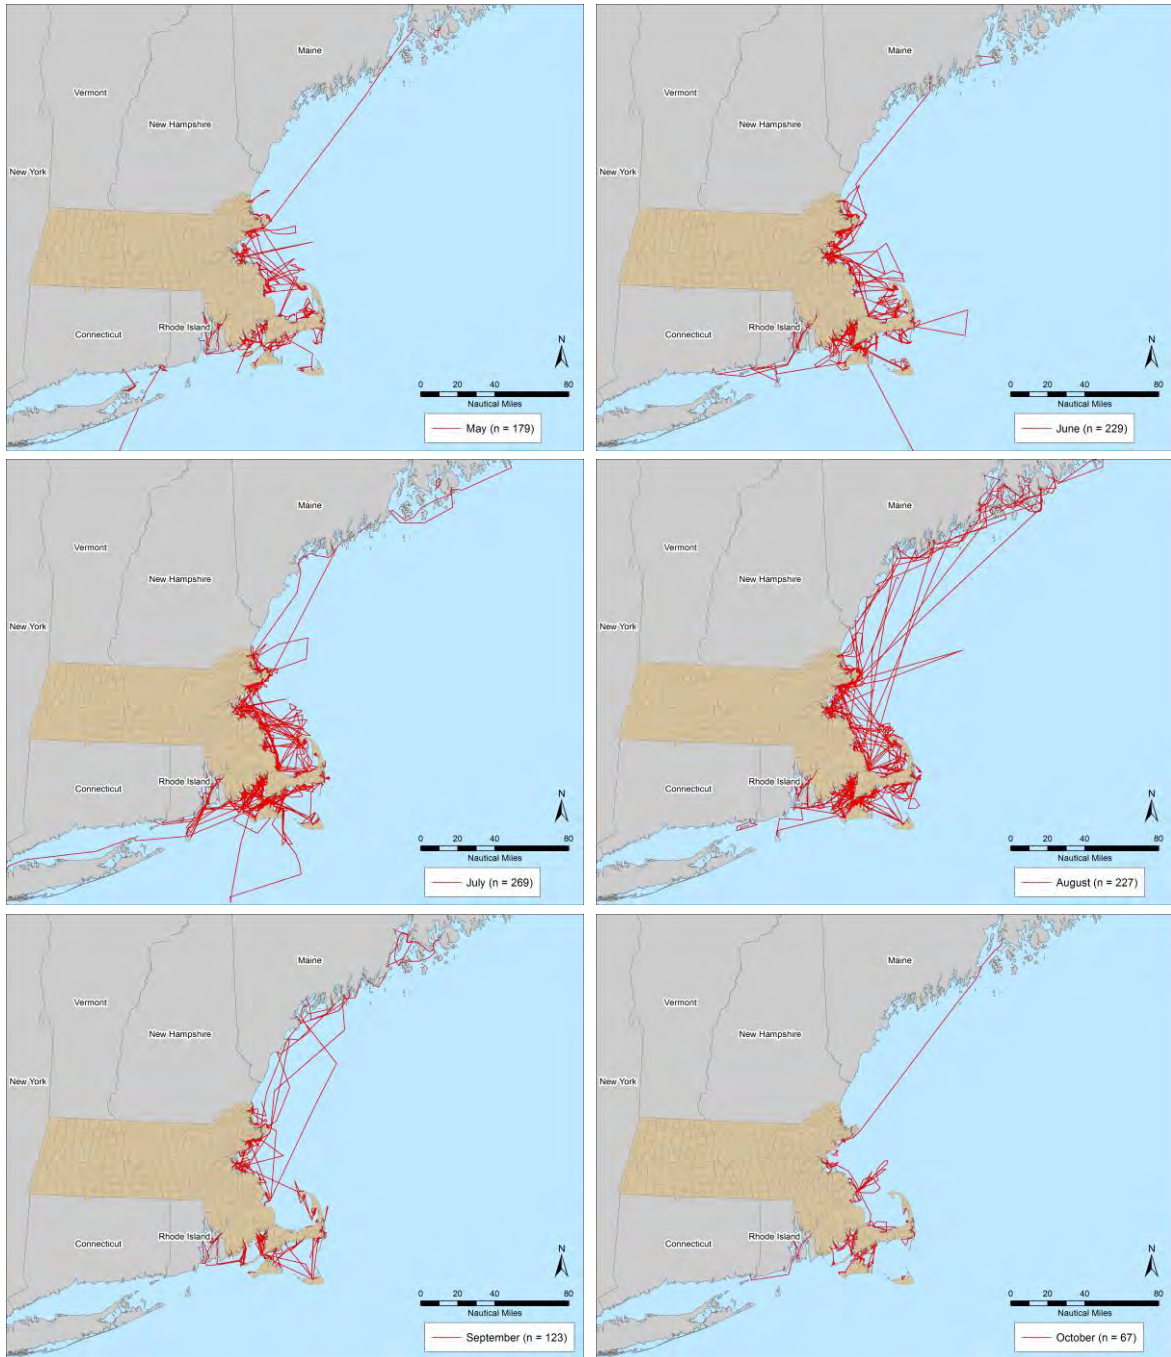 Maine
Vermont
New Hampshire
New York
Connecticut
Rhode Island
N
0 20 40 80
Nautical Miles
May (n = 179)
Maine
Vermont
New Hampshire
New York
Connecticut
Rhode Island
N
0 20 40 80
Nautical Miles
June (n = 229)
Maine
Vermont
New Hampshire
New York
Connecticut
Rhode Island
N
0 20 40 80
Nautical Miles
July (n = 269)
Maine
Vermont
New Hampshire
New York
Connecticut
Rhode Island
N
0 20 40 80
Nautical Miles
August (n = 227)
Maine
Vermont
New Hampshire
New York
Connecticut
Rhode Island
N
0 20 40 80
Nautical Miles
September (n = 123)
Maine
Vermont
New Hampshire
New York
Connecticut
Rhode Island
N
0 20 40 80
Nautical Miles
October (n = 67)